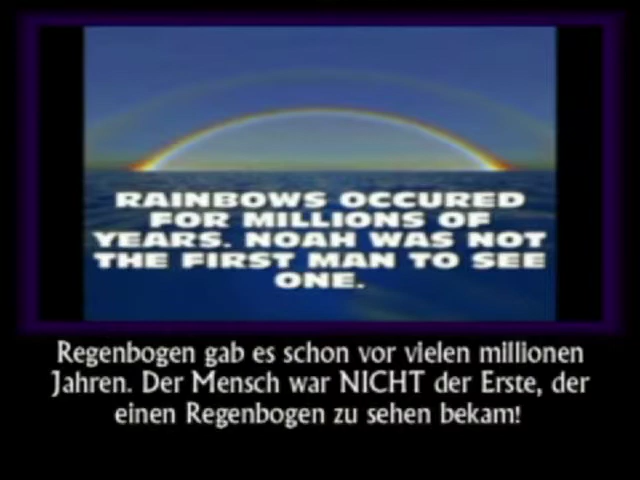 RAINBOWS OCCURED
FOR MILLIONS OF
YEARS. NOAH WAS NOT
THE FIRST MAN TO SEE
ONE.
Regenbogen gab es schon vor vielen millionen
Jahren. Der Mensch war NICHT der Erste, der
einen Regenbogen zu sehen bekam!